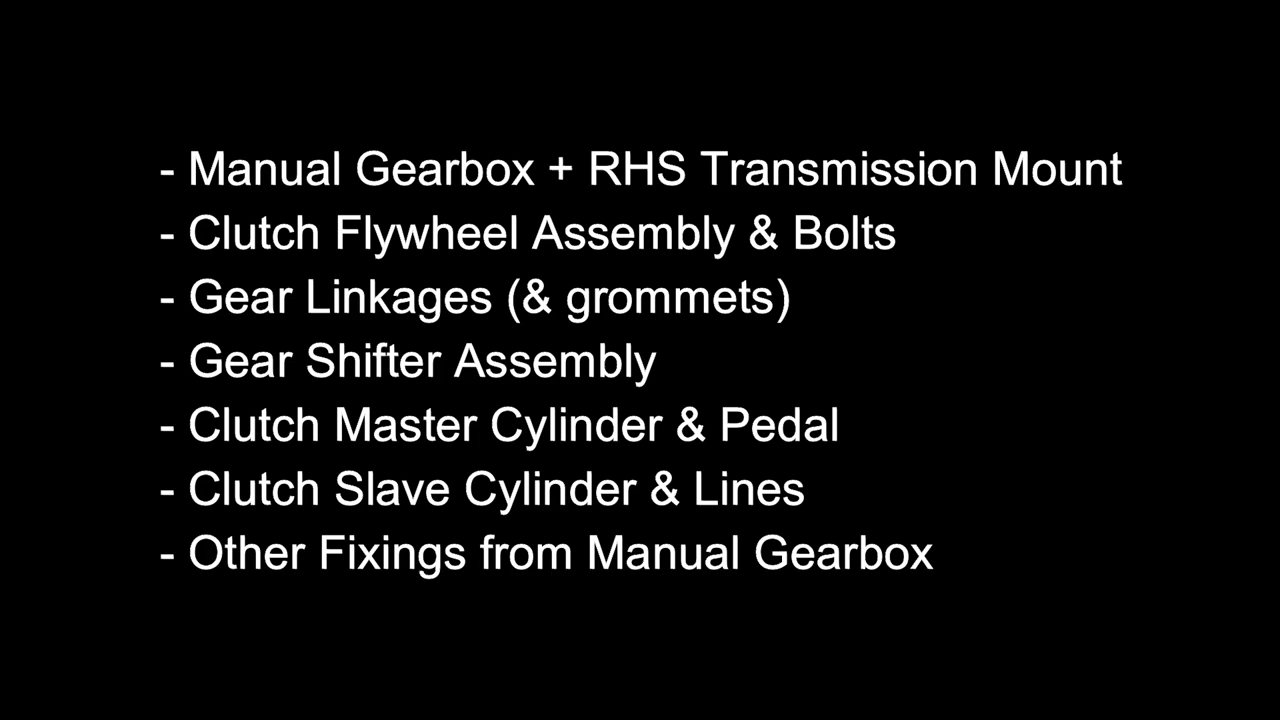 - Manual Gearbox + RHS Transmission Mount
- Clutch Flywheel Assembly & Bolts
- Gear Linkages (& grommets)
- Gear Shifter Assembly
- Clutch Master Cylinder & Pedal
- Clutch Slave Cylinder & Lines
- Other Fixings from Manual Gearbox